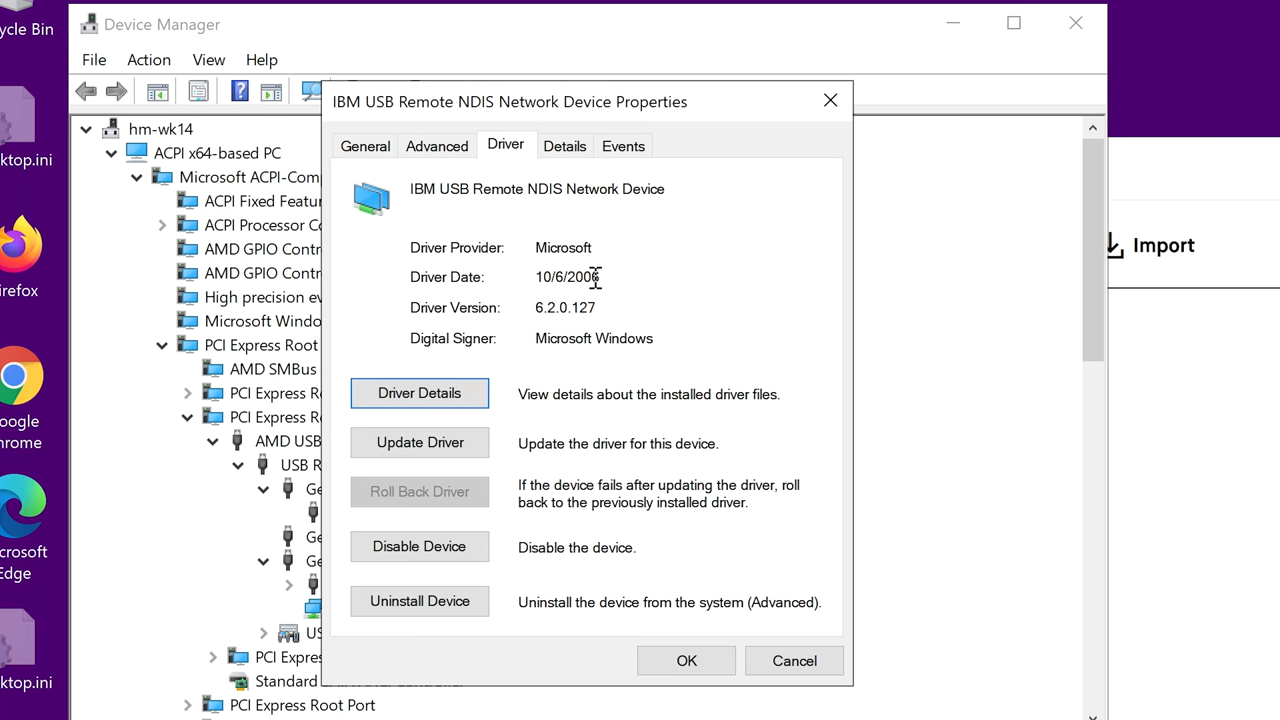 cycle Bin
Device Manager
File Action View Help
IBM USB Remote NDIS Network Device Properties
General Advanced Driver Details Events
IBM USB Remote NDIS Network Device
Driver Provider: Microsoft
Driver Date:
Driver Version: 6.2.0.127
Digital Signer: Microsoft Windows
Driver Details View details about the installed driver files.
Update Driver Update the driver for this device.
Roll Back Driver If the device fails after updating the driver, roll
back to the previously installed driver.
Disable Device Disable the device.
Uninstall Device Uninstall the device from the system (Advanced).
OK Cancel
hm-wk14
ACPI x64-based PC
Microsoft ACPI-Com
ACPI Fixed Featu
ACPI Processor Co
AMD GPIO Contr
AMD GPIO Contr
High precision ev
Microsoft Windo
PCI Express Root
AMD SMBus
PCI Express R
PCI Express R
AMD USB
USB R
Ge
Ge
Ge
US
PCI Expres
Standard
PCI Express Root Port
Import
ktop.ini
irefox
oogle
hrome
crosoft
Edge
ktop.ini